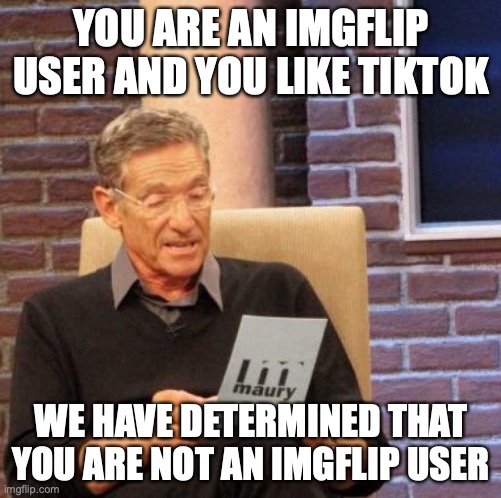 YOU ARE AN IMGFLIP
USER AND YOU LIKE TIKTOK
maury
WE HAVE DETERMINED THAT
YOU ARE NOT AN IMGFLIP USER
imgflip.com